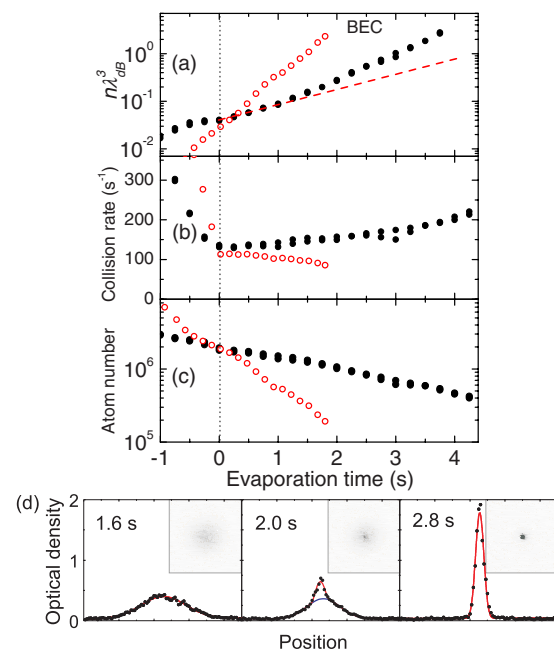 BEC
10⁰
10⁻¹
10⁻²
nλ³dB
(a)
300
250
200
150
100
0
Collision rate (s⁻¹)
(b)
10⁶
10⁵
Atom number
(c)
-1 0 1 2 3 4
Evaporation time (s)
(d)
2
1
0
Optical density
1.6 s
2.0 s
2.8 s
Position